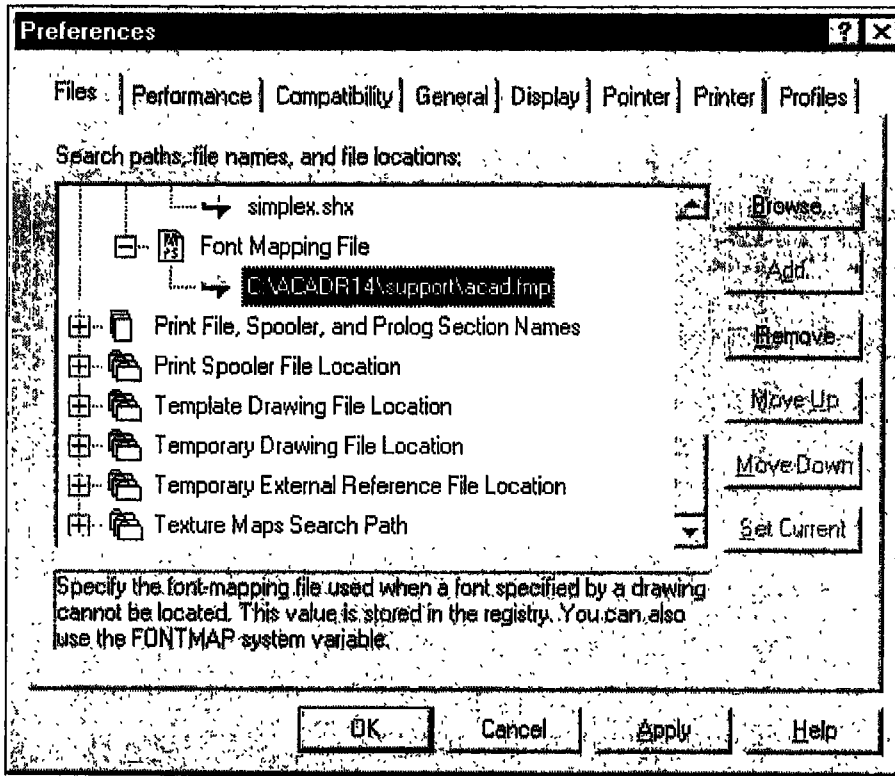 Preferences
Files Performance Compatibility General Display Pointer Printer Profiles
Search paths, file names, and file locations:
simplex.shx
Font Mapping File
C:\ACADR14\support\acad.fmp
Print File, Spooler, and Prolog Section Names
Print Spooler File Location
Template Drawing File Location
Temporary Drawing File Location
Temporary External Reference File Location
Texture Maps Search Path
Browse...
Add...
Remove
Move Up
Move Down
Set Current
Specify the font-mapping file used when a font specified by a drawing
cannot be located. This value is stored in the registry. You can also
use the FONTMAP system variable.
OK Cancel Apply Help